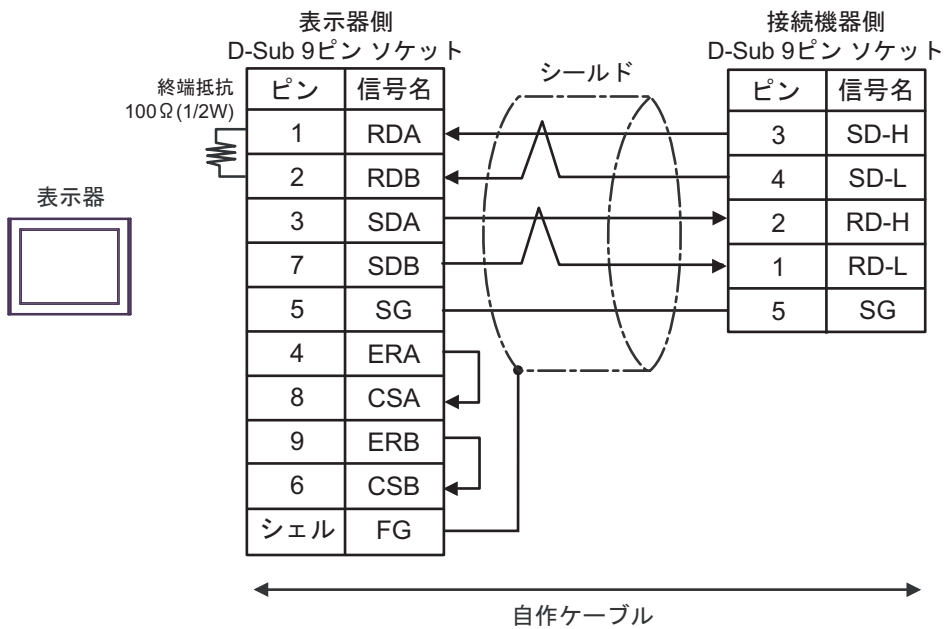 表示器側
D-Sub 9ピン ソケット
接続機器側
D-Sub 9ピン ソケット
終端抵抗
100Ω(1/2W)
シールド
表示器
ピン 信号名
1 RDA
2 RDB
3 SDA
7 SDB
5 SG
4 ERA
8 CSA
9 ERB
6 CSB
シェル FG
ピン 信号名
3 SD-H
4 SD-L
2 RD-H
1 RD-L
5 SG
自作ケーブル